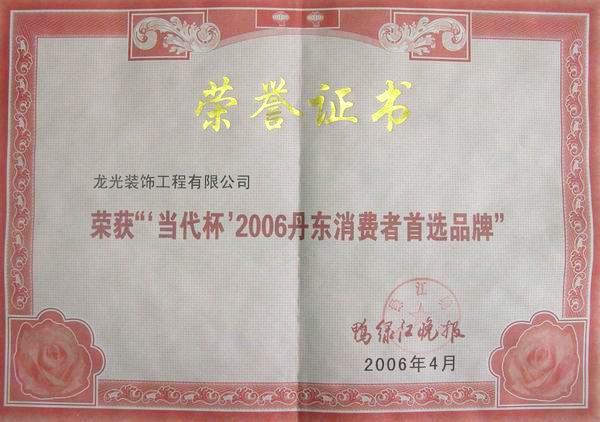 荣誉证书
龙光装饰工程有限公司
荣获“‘当代杯’2006丹东消费者首选品牌”
鸭绿江晚报
2006年4月